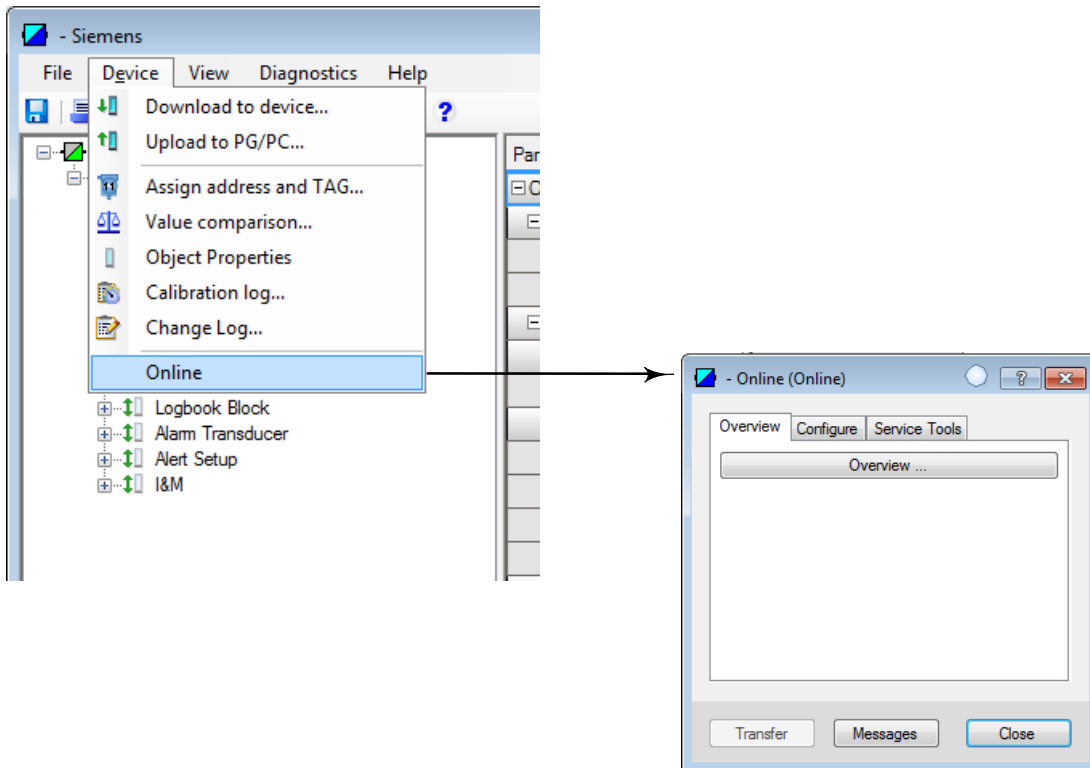 - Siemens
File Device View Diagnostics Help
Download to device...
?
Upload to PG/PC...
Par
Assign address and TAG...
Value comparison...
Object Properties
Calibration log...
Change Log...
Online
Logbook Block
Alarm Transducer
Alert Setup
I&M
- Online (Online)
?
Overview Configure Service Tools
Overview ...
Transfer Messages Close